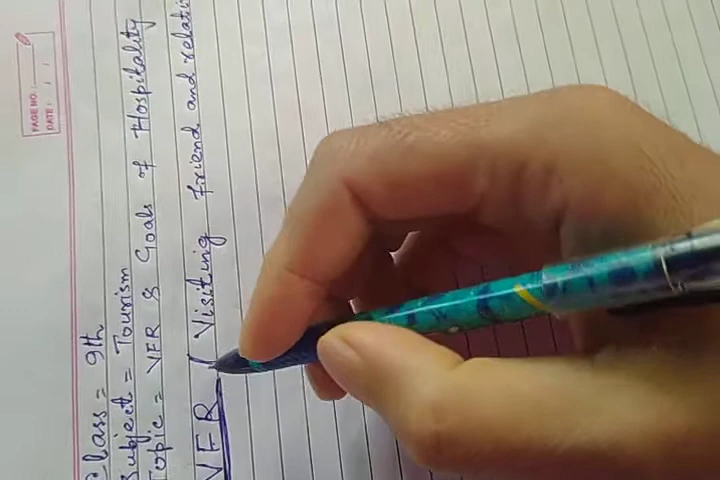 PAGE NO.:
DATE: / /
Class = 9th
Subject = Tourism
Topic = VFR & Goals of Hospitality
VFR ( Visiting friend and relati